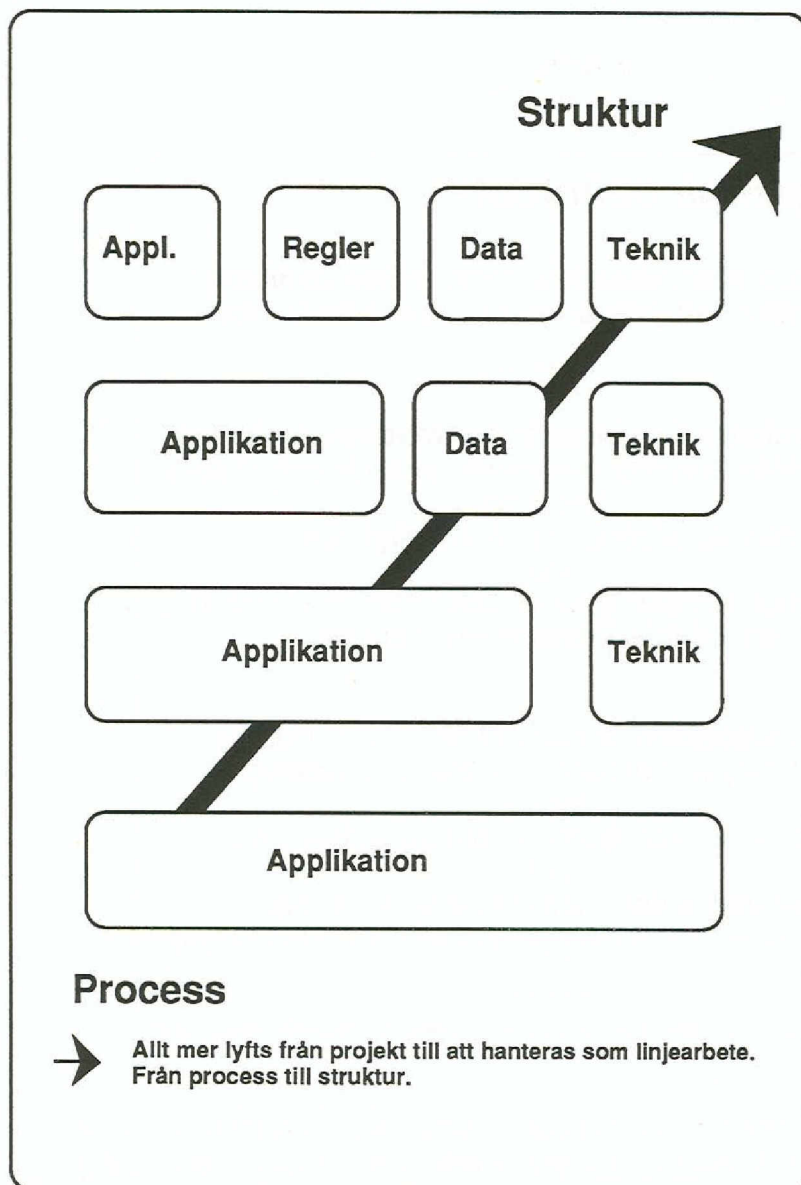 Struktur
Appl. Regler Data Teknik
Applikation Data Teknik
Applikation Teknik
Applikation
Process
Allt mer lyfts från projekt till att hanteras som linjearbete.
Från process till struktur.